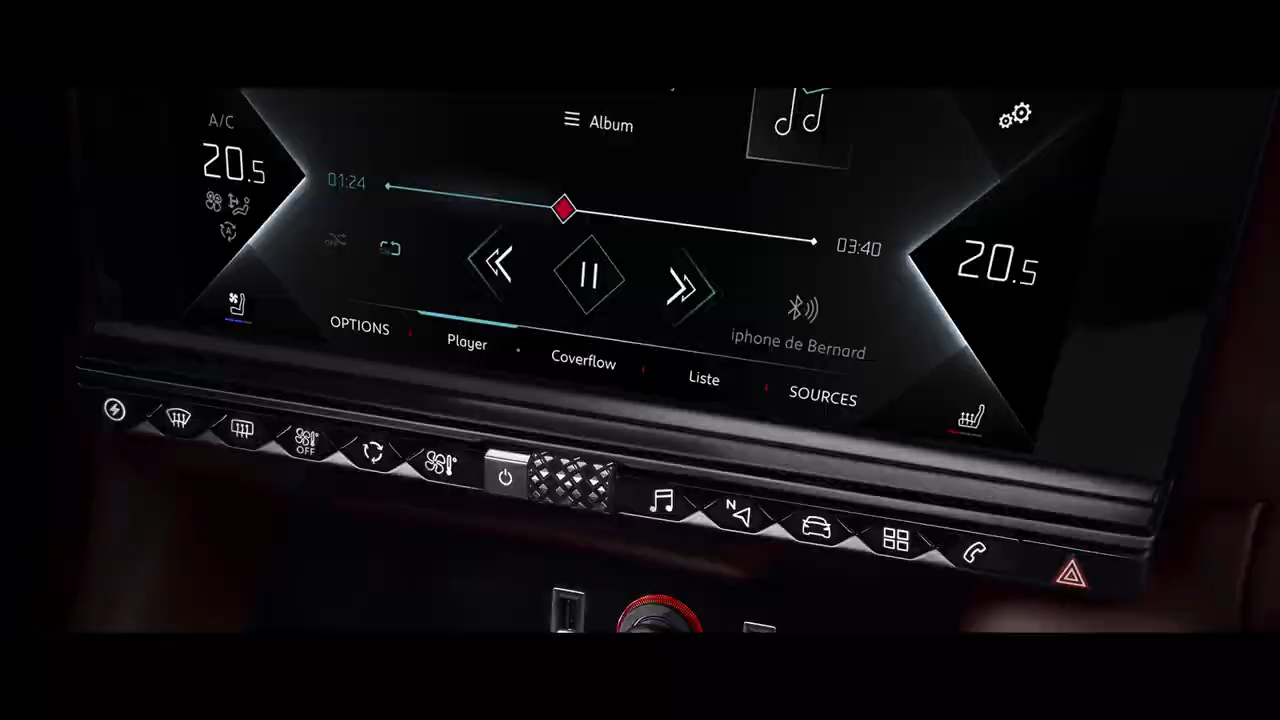 A/C
20.5
Album
01:24
03:40
20.5
iphone de Bernard
OPTIONS
Player
Coverflow
Liste
SOURCES
OFF
N